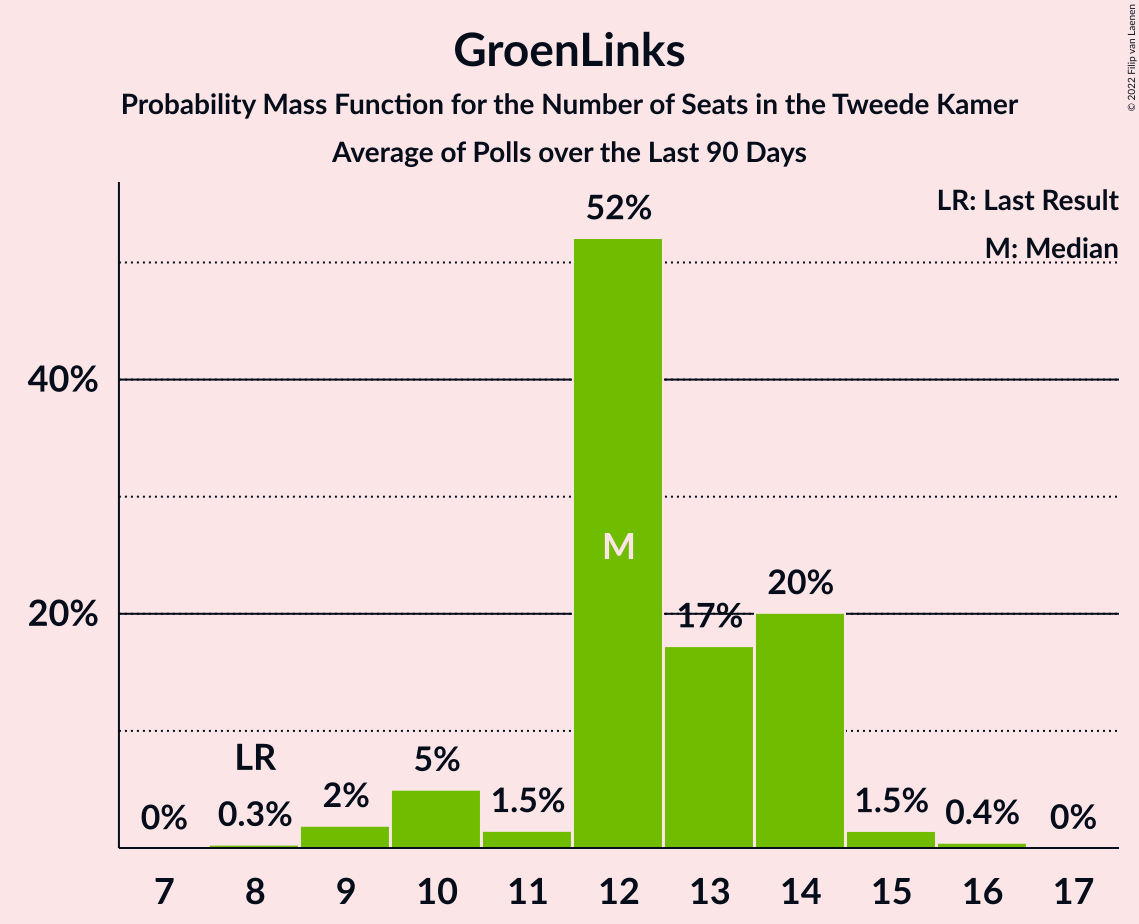 GroenLinks
Probability Mass Function for the Number of Seats in the Tweede Kamer
Average of Polls over the Last 90 Days
© 2022 Filip van Laenen
LR: Last Result
M: Median
52%
40%
M
20%
20%
17%
LR
5%
2%
1.5%
1.5%
0%
0.3%
0.4%
0%
7 8 9 10 11 12 13 14 15 16 17